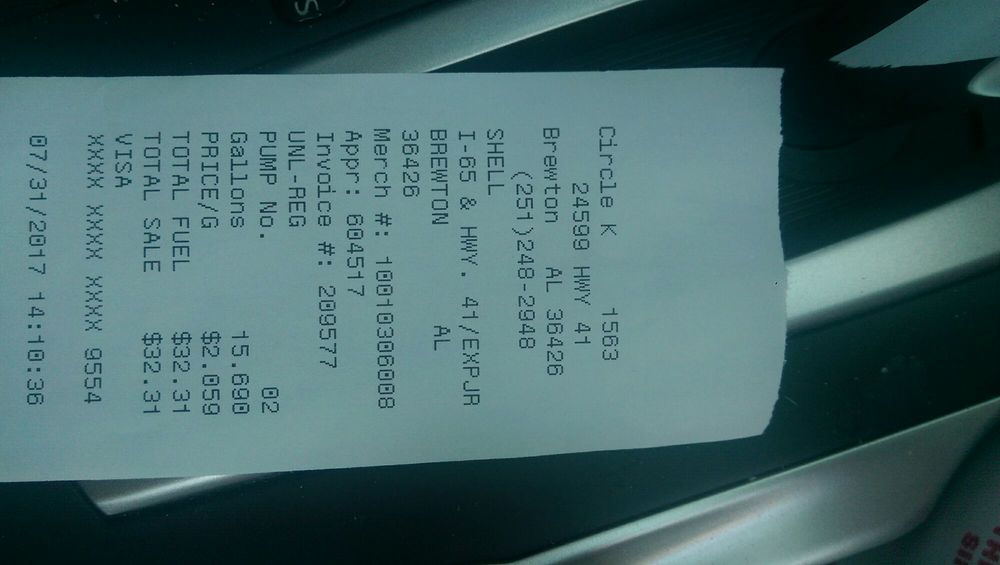 Circle K 1563
24599 HWY 41
Brewton AL 36426
(251)248-2948
SHELL
I-65 & HWY. 41/EXPJR
BREWTON AL
36426
Merch #: 10010306008
Appr: 604517
Invoice #: 209577
UNL-REG
PUMP No. 02
Gallons 15.690
PRICE/G $2.059
TOTAL FUEL $32.31
TOTAL SALE $32.31
VISA
XXXX XXXX XXXX 9554
07/31/2017 14:10:36